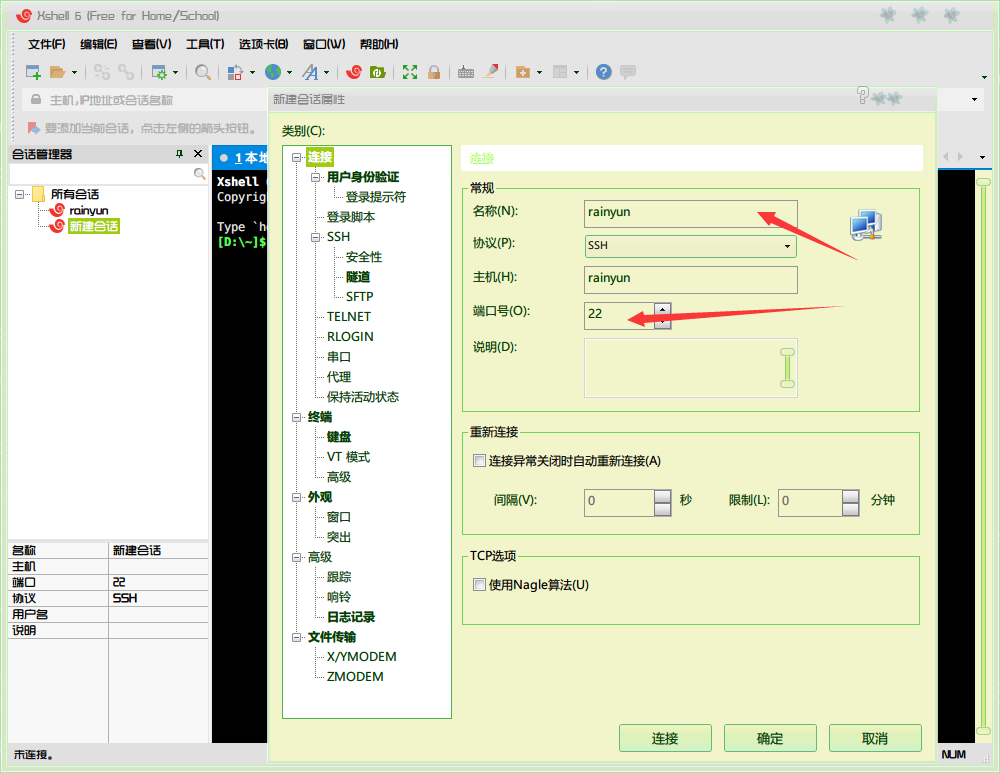 Xshell 6 (Free for Home/School)
文件(F) 编辑(E) 查看(V) 工具(T) 选项卡(B) 窗口(W) 帮助(H)
主机,IP地址或会话名称
新建会话属性
要添加当前会话，点击左侧的箭头按钮。
类别(C):
会话管理器
1 本地
所有会话
rainyun
新建会话
Xshell
Copyrig
Type `he
[D:\~]$
连接
用户身份验证
登录提示符
登录脚本
SSH
安全性
隧道
SFTP
TELNET
RLOGIN
串口
代理
保持活动状态
终端
键盘
VT 模式
高级
外观
窗口
突出
高级
跟踪
响铃
日志记录
文件传输
X/YMODEM
ZMODEM
连接
常规
名称(N): rainyun
协议(P): SSH
主机(H): rainyun
端口号(O): 22
说明(D):
重新连接
连接异常关闭时自动重新连接(A)
间隔(V): 0 秒 限制(L): 0 分钟
TCP选项
使用Nagle算法(U)
名称 新建会话
主机
端口 22
协议 SSH
用户名
说明
连接 确定 取消
未连接。 NUM